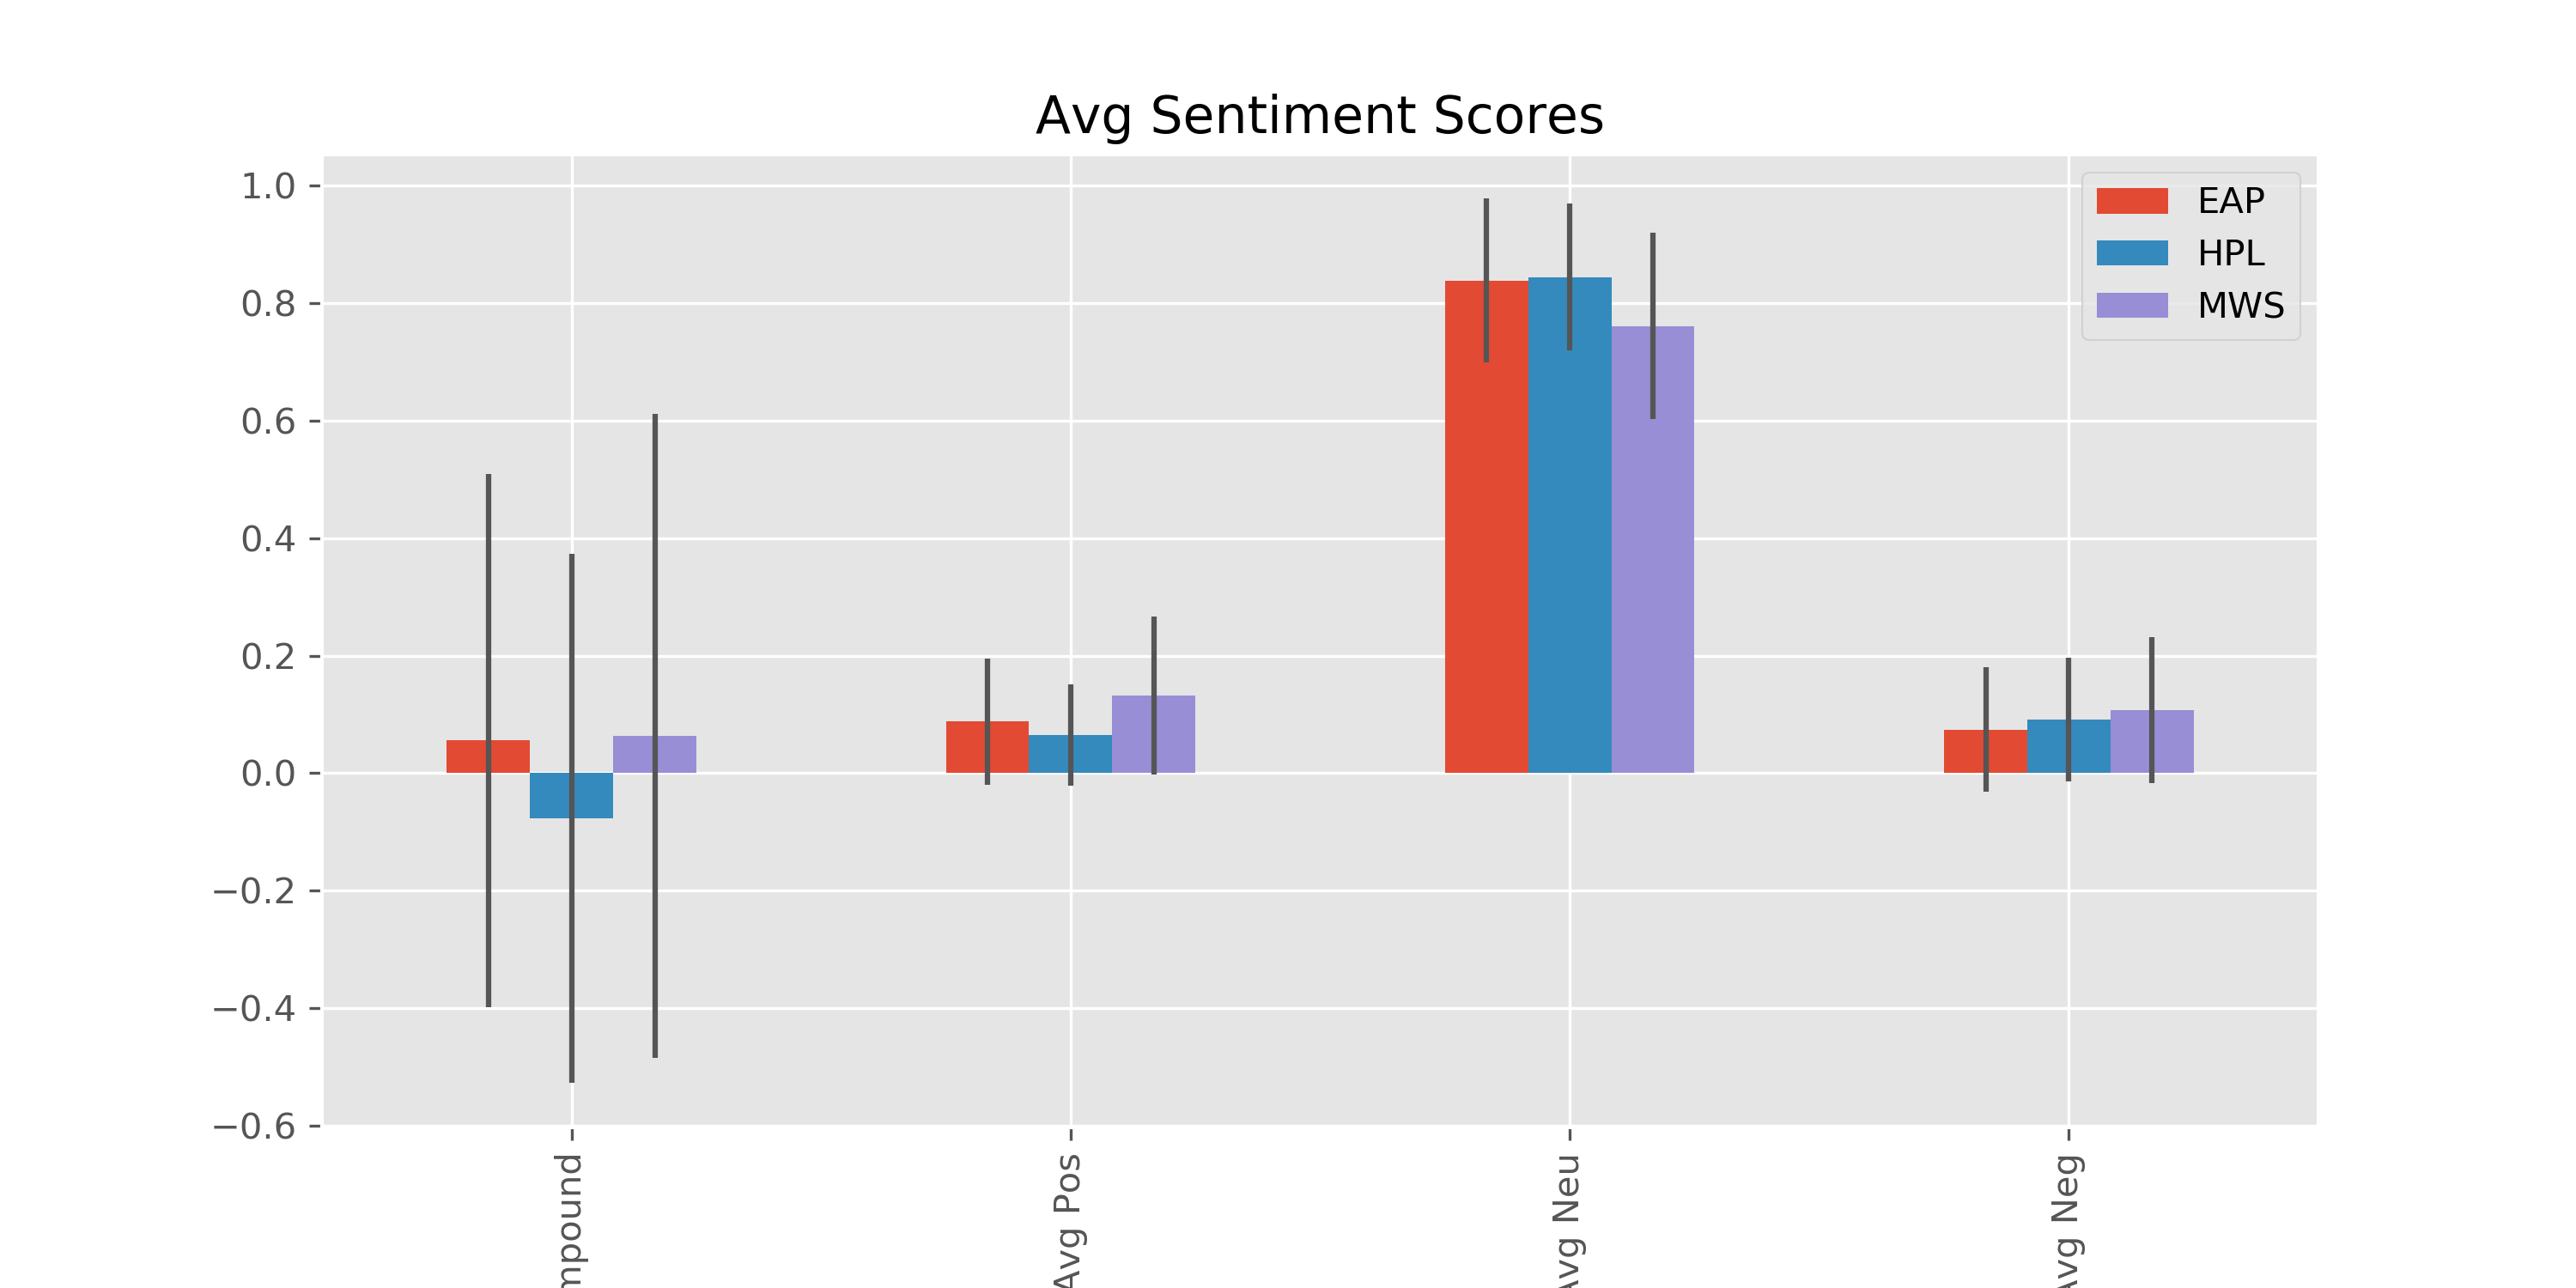 Avg Sentiment Scores
1.0
0.8
0.6
0.4
0.2
0.0
−0.2
−0.4
−0.6
EAP
HPL
MWS
mpound
Avg Pos
Avg Neu
Avg Neg